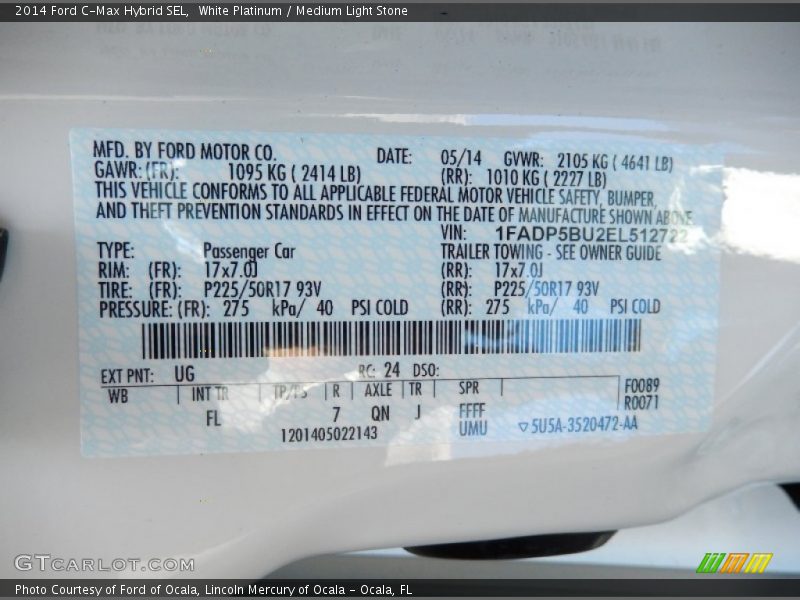 2014 Ford C-Max Hybrid SEL, White Platinum / Medium Light Stone
MFD. BY FORD MOTOR CO. DATE: 05/14 GVWR: 2105 KG ( 4641 LB)
GAWR: (FR): 1095 KG ( 2414 LB) (RR): 1010 KG ( 2227 LB)
THIS VEHICLE CONFORMS TO ALL APPLICABLE FEDERAL MOTOR VEHICLE SAFETY, BUMPER,
AND THEFT PREVENTION STANDARDS IN EFFECT ON THE DATE OF MANUFACTURE SHOWN ABOVE
VIN: 1FADP5BU2EL512722
TYPE: Passenger Car TRAILER TOWING - SEE OWNER GUIDE
RIM: (FR): 17x7.0J (RR): 17x7.0J
TIRE: (FR): P225/50R17 93V (RR): P225/50R17 93V
PRESSURE: (FR): 275 kPa/ 40 PSI COLD (RR): 275 kPa/ 40 PSI COLD
EXT PNT: UG RC: 24 DSO:
WB INT TR TP/PS R AXLE TR SPR F0089
R0071
FL 7 QN J FFFF
1201405022143 UMU 5U5A-3520472-AA
GTCARLOT.COM
Photo Courtesy of Ford of Ocala, Lincoln Mercury of Ocala - Ocala, FL